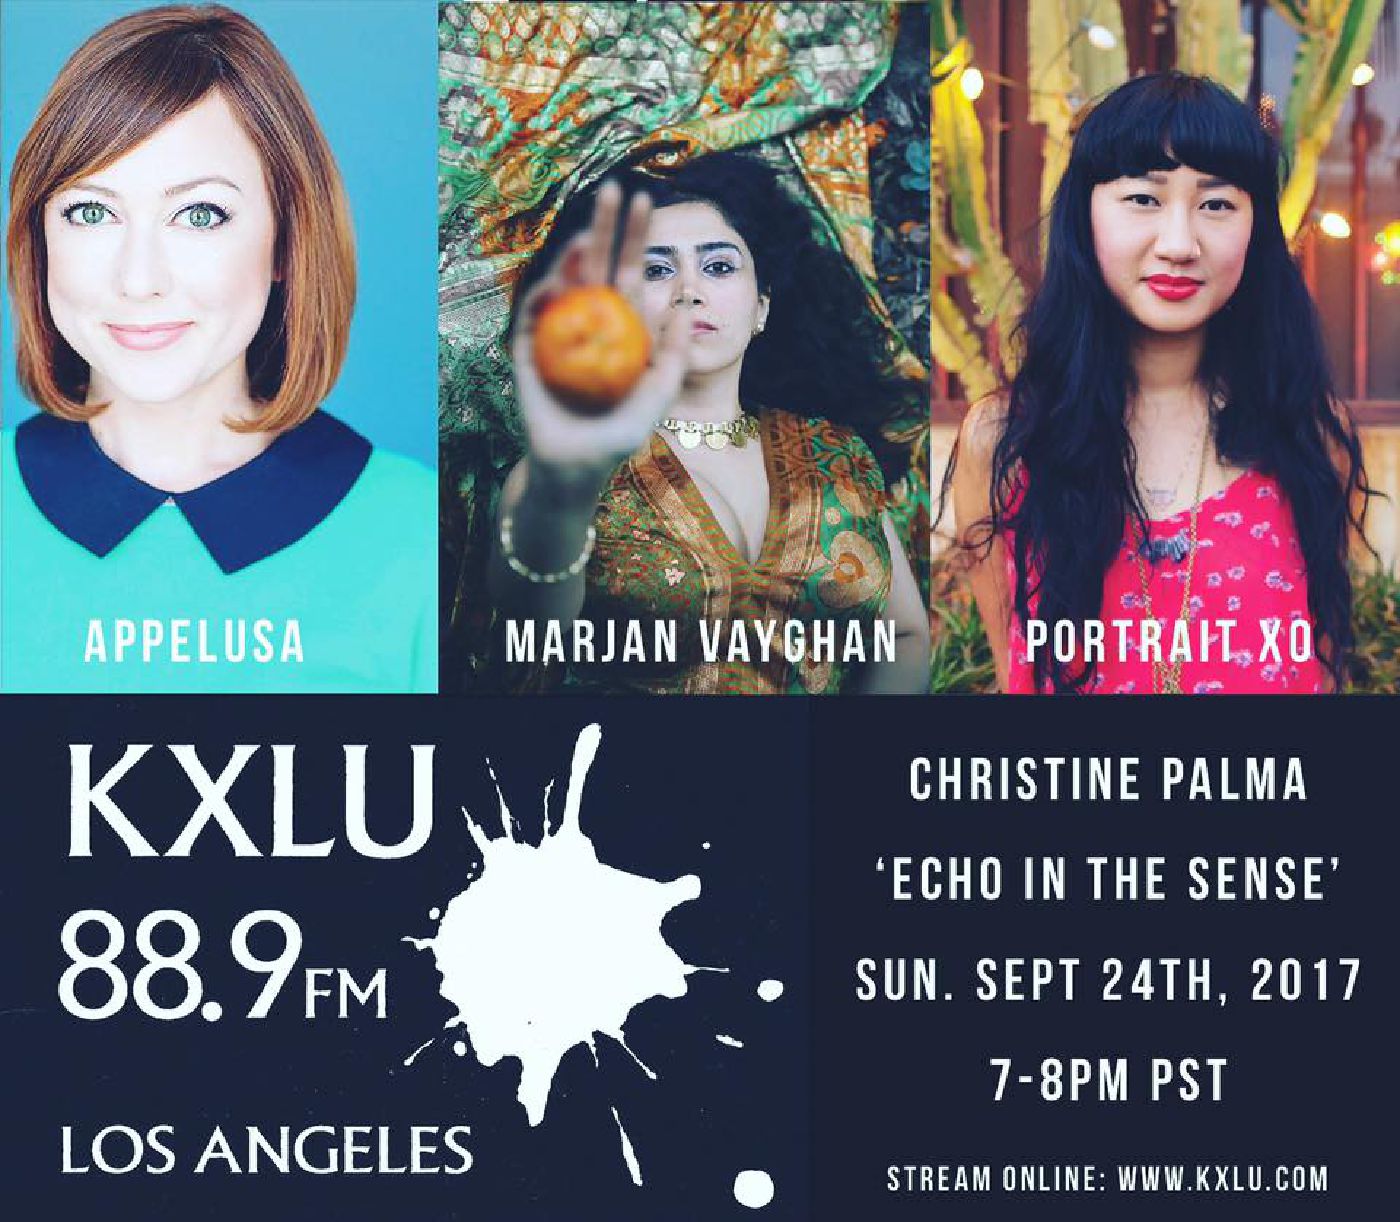 APPELUSA
MARJAN VAYGHAN
PORTRAIT XO
KXLU
88.9FM
LOS ANGELES
CHRISTINE PALMA
‘ECHO IN THE SENSE’
SUN. SEPT 24TH, 2017
7-8PM PST
STREAM ONLINE: WWW.KXLU.COM